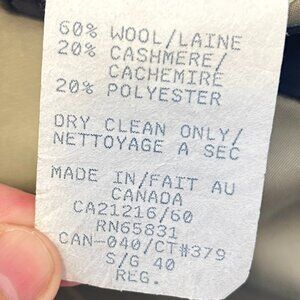 60% WOOL/LAINE
20% CASHMERE/
CACHEMIRE
20% POLYESTER
DRY CLEAN ONLY/
NETTOYAGE A SEC
MADE IN/FAIT AU
CANADA
CA21216/60
RN65831
CAN-040/CT#379
S/G 40
REG.